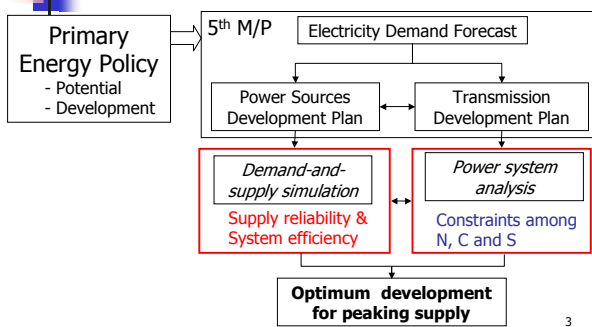 Primary
Energy Policy
- Potential
- Development
5th M/P
Electricity Demand Forecast
Power Sources
Development Plan
Transmission
Development Plan
Demand-and-
supply simulation
Supply reliability &
System efficiency
Power system
analysis
Constraints among
N, C and S
Optimum development
for peaking supply
3